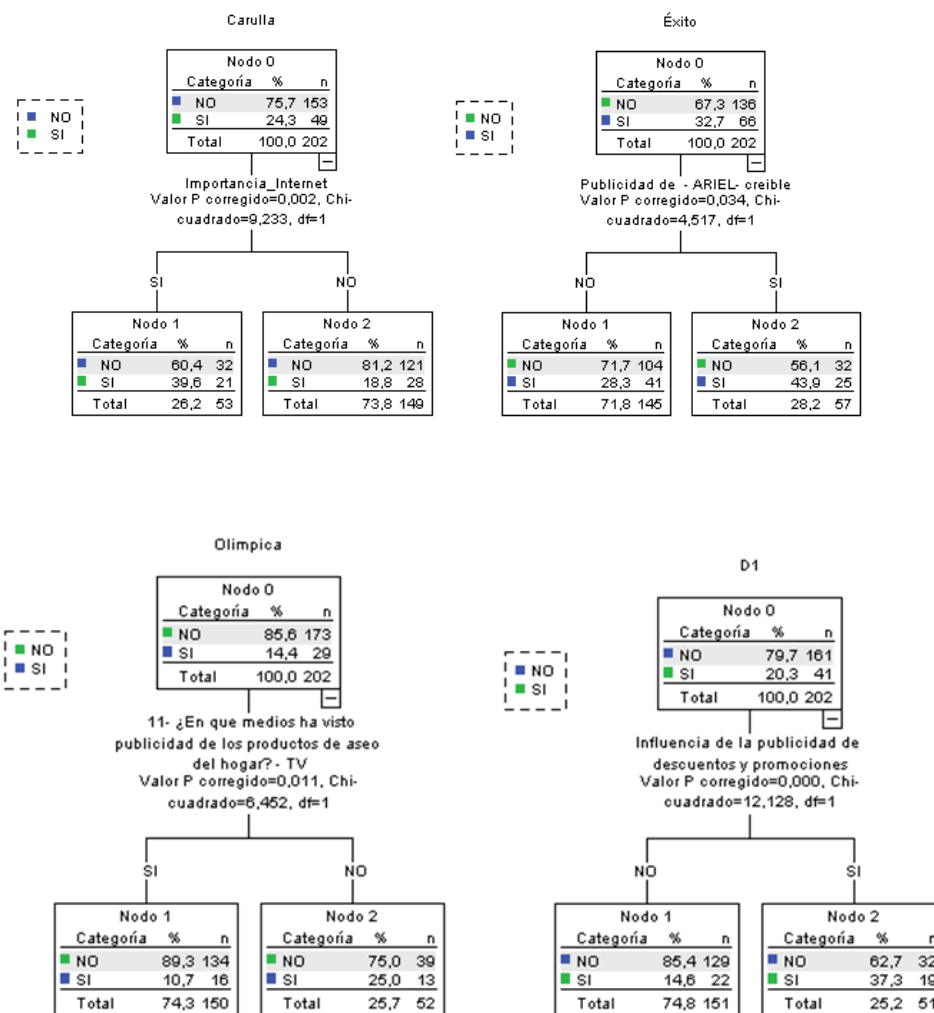 Carulla
NO
SI
Nodo 0
Categoría % n
NO 75,7 153
SI 24,3 49
Total 100,0 202
Importancia_Internet
Valor P corregido=0,002, Chi-
cuadrado=9,233, df=1
SI
NO
Nodo 1
Categoría % n
NO 60,4 32
SI 39,6 21
Total 26,2 53
Nodo 2
Categoría % n
NO 81,2 121
SI 18,8 28
Total 73,8 149
Éxito
NO
SI
Nodo 0
Categoría % n
NO 67,3 136
SI 32,7 66
Total 100,0 202
Publicidad de - ARIEL- creible
Valor P corregido=0,034, Chi-
cuadrado=4,517, df=1
NO
SI
Nodo 1
Categoría % n
NO 71,7 104
SI 28,3 41
Total 71,8 145
Nodo 2
Categoría % n
NO 56,1 32
SI 43,9 25
Total 28,2 57
Olimpica
NO
SI
Nodo 0
Categoría % n
NO 85,6 173
SI 14,4 29
Total 100,0 202
11- ¿En que medios ha visto
publicidad de los productos de aseo
del hogar? - TV
Valor P corregido=0,011, Chi-
cuadrado=6,452, df=1
SI
NO
Nodo 1
Categoría % n
NO 89,3 134
SI 10,7 16
Total 74,3 150
Nodo 2
Categoría % n
NO 75,0 39
SI 25,0 13
Total 25,7 52
D1
NO
SI
Nodo 0
Categoría % n
NO 79,7 161
SI 20,3 41
Total 100,0 202
Influencia de la publicidad de
descuentos y promociones
Valor P corregido=0,000, Chi-
cuadrado=12,128, df=1
NO
SI
Nodo 1
Categoría % n
NO 85,4 129
SI 14,6 22
Total 74,8 151
Nodo 2
Categoría % n
NO 62,7 32
SI 37,3 19
Total 25,2 51